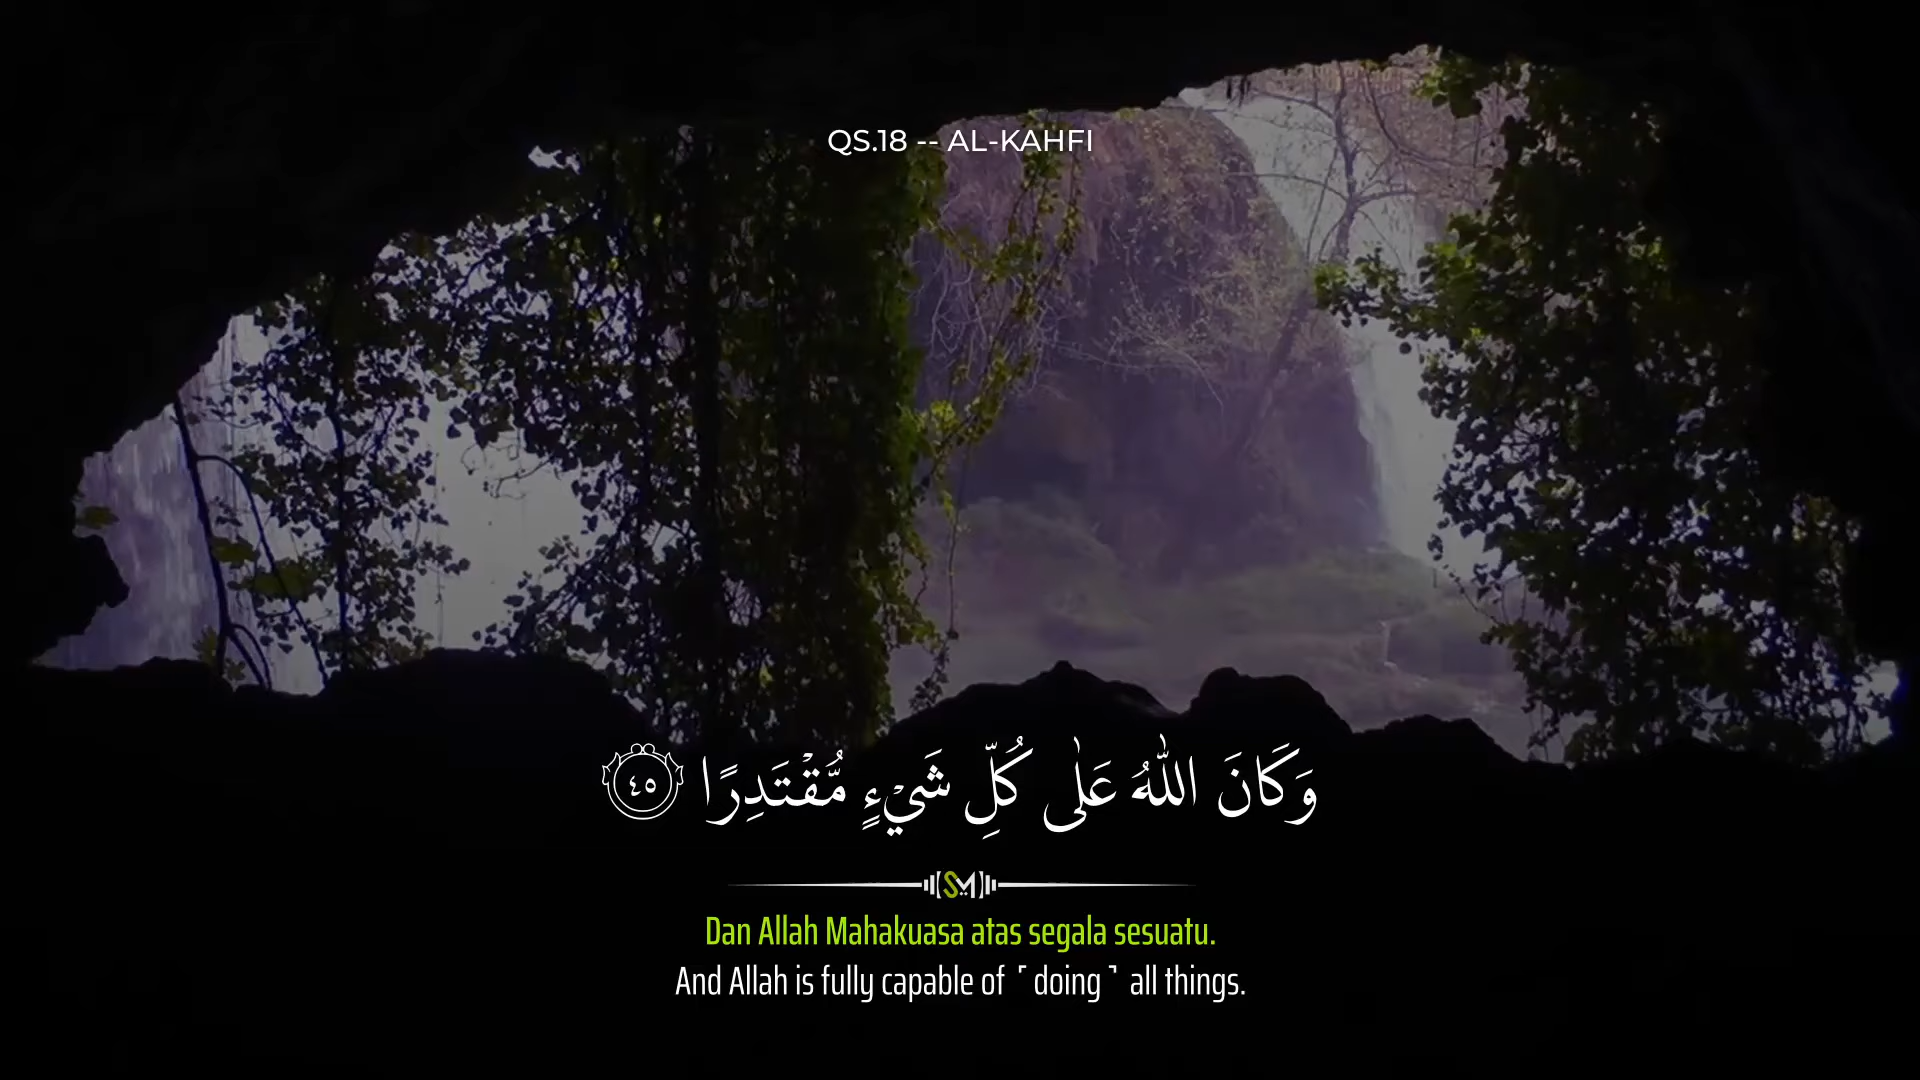 QS.18 -- AL-KAHFI
وَكَانَ اللّٰهُ عَلٰى كُلِّ شَيْءٍ مُّقْتَدِرًا ٤٥
SM
Dan Allah Mahakuasa atas segala sesuatu.
And Allah is fully capable of ˹doing˺ all things.